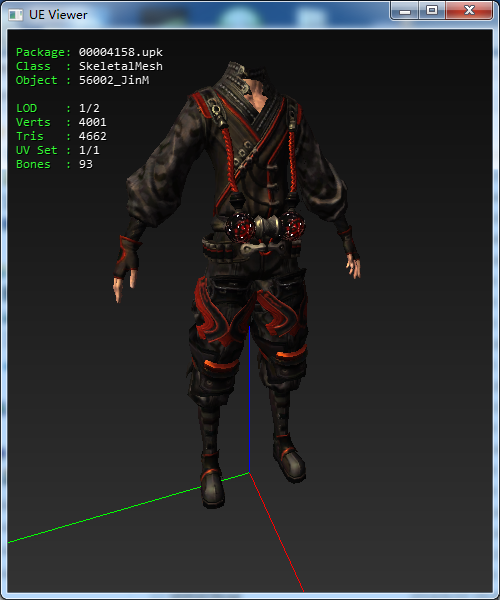 UE Viewer
Package: 00004158.upk
Class : SkeletalMesh
Object : 56002_JinM
LOD : 1/2
Verts : 4001
Tris : 4662
UV Set : 1/1
Bones : 93